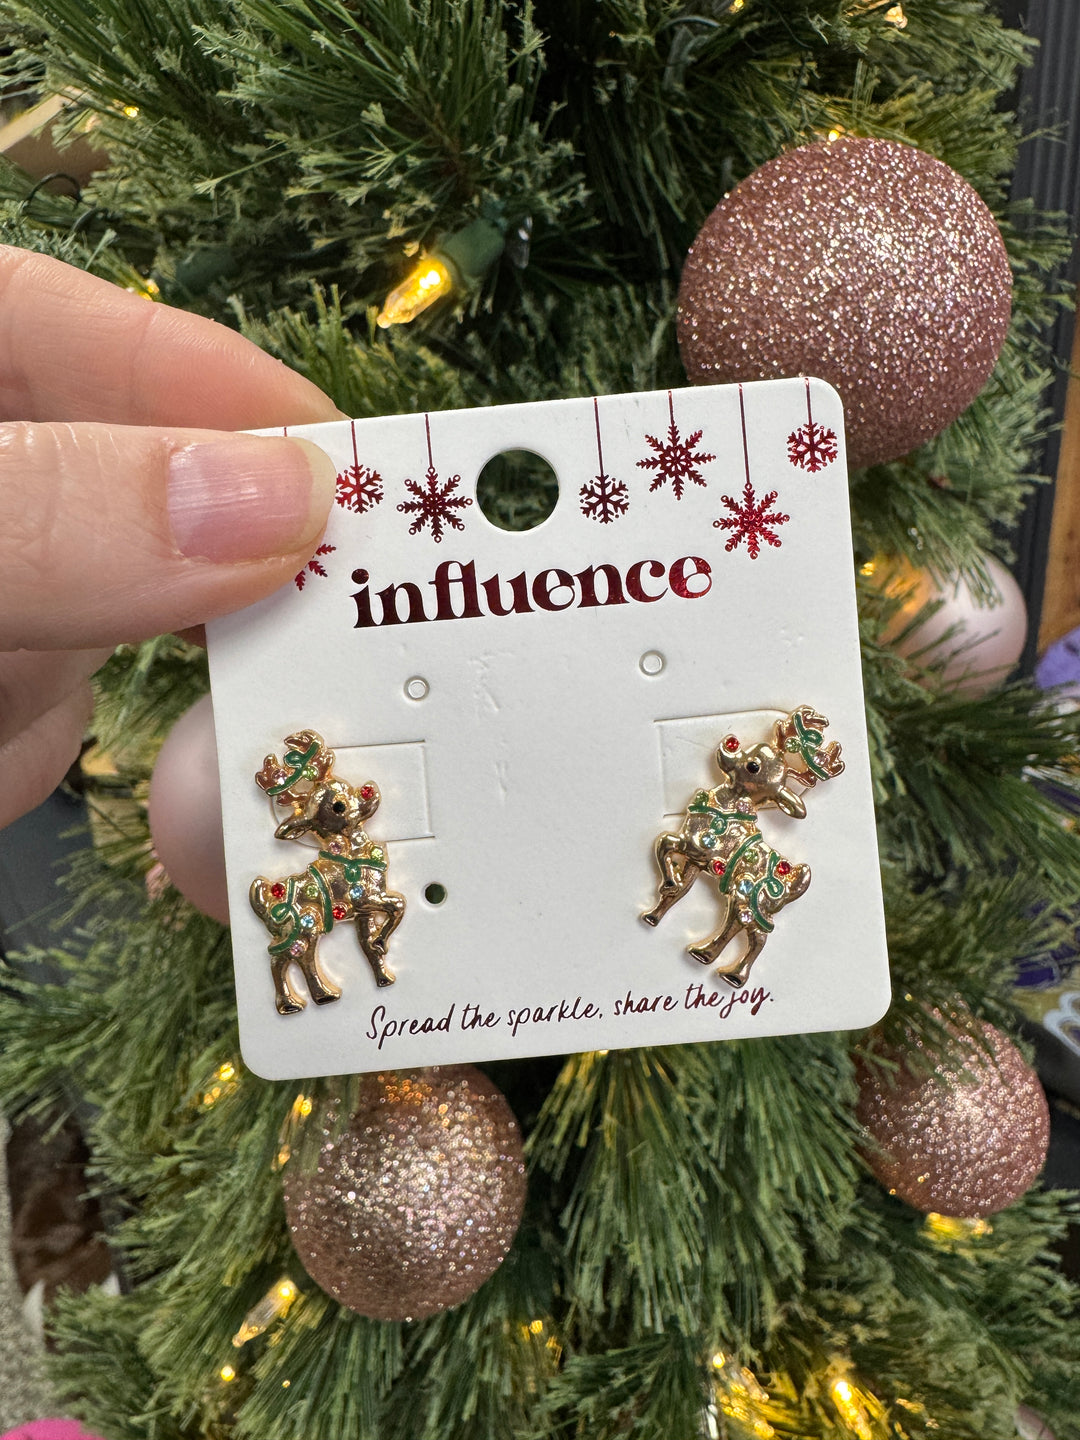 influence
Spread the sparkle, share the joy.